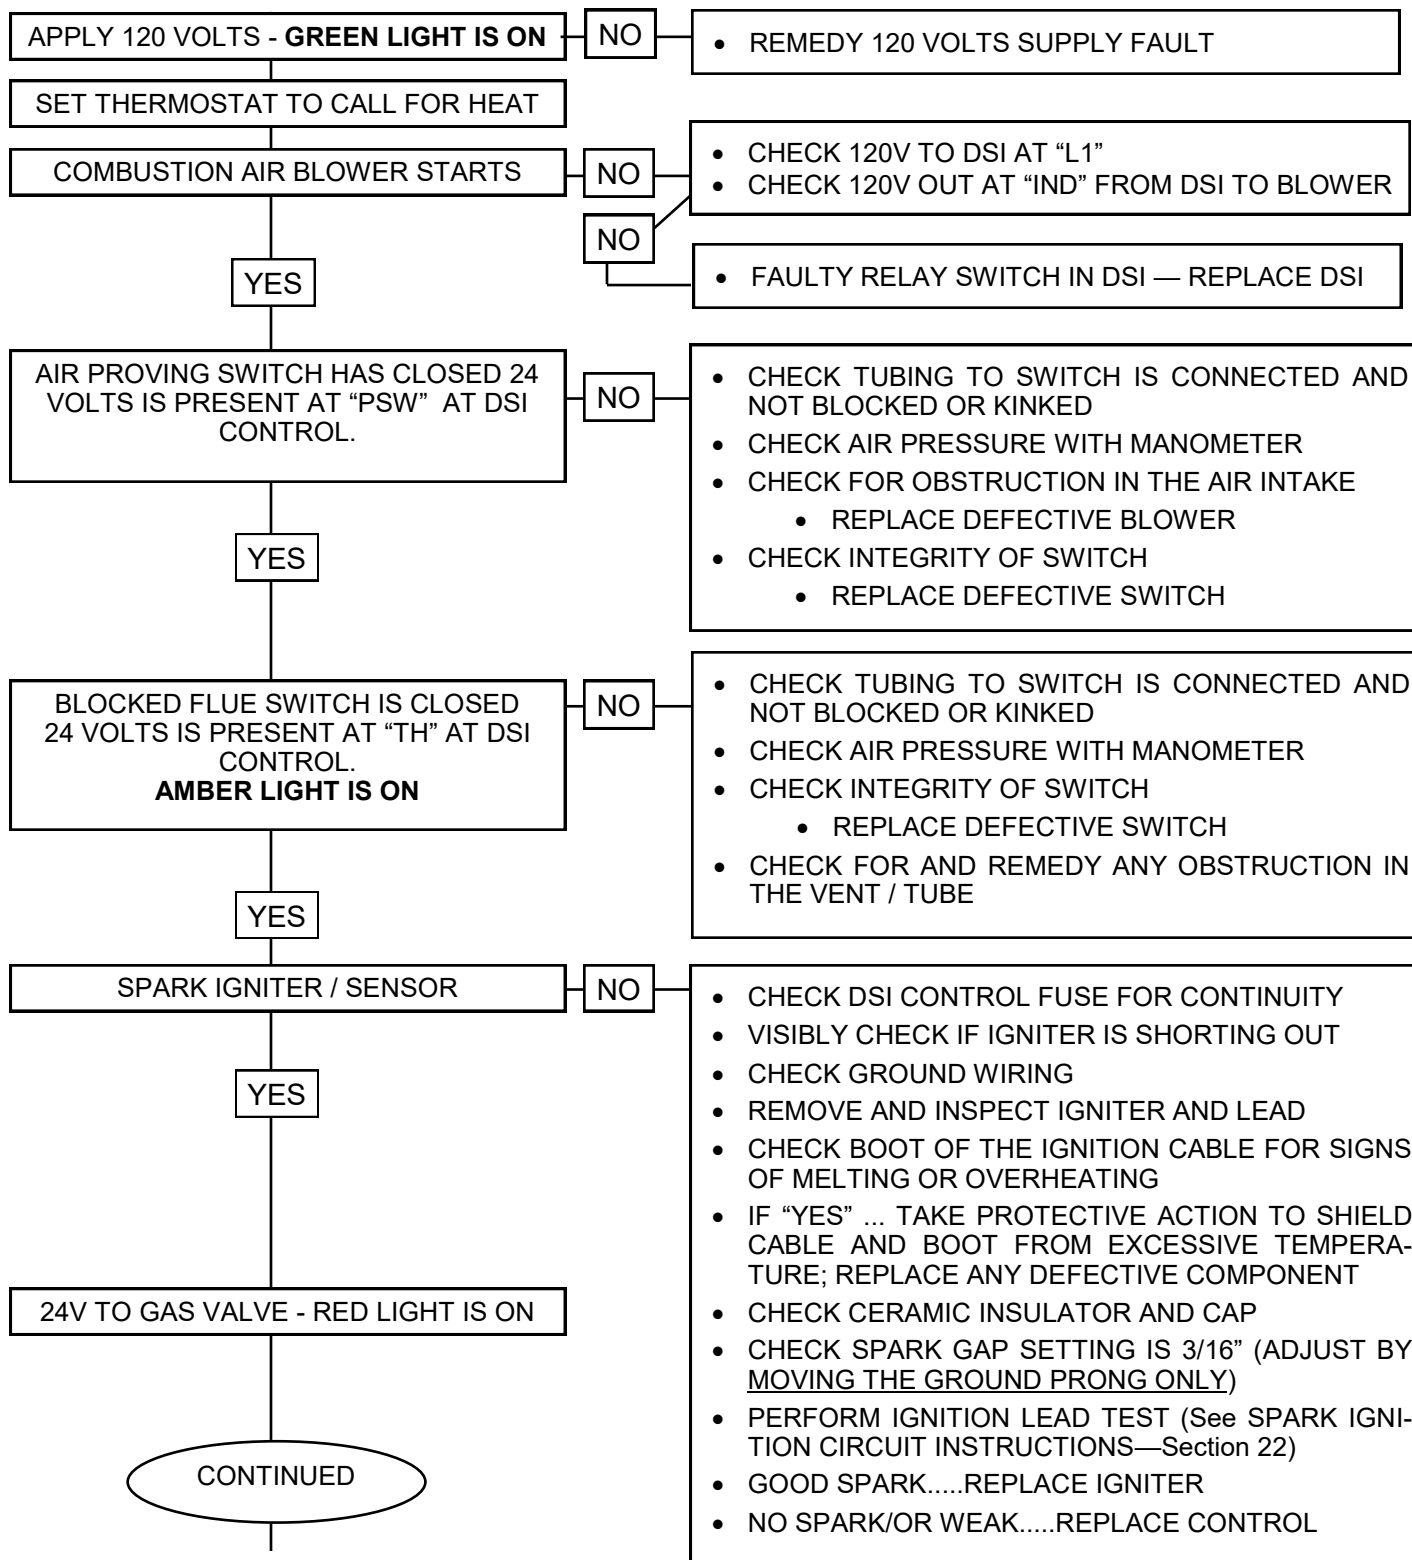 APPLY 120 VOLTS - GREEN LIGHT IS ON
NO
• REMEDY 120 VOLTS SUPPLY FAULT
SET THERMOSTAT TO CALL FOR HEAT
COMBUSTION AIR BLOWER STARTS
NO
• CHECK 120V TO DSI AT “L1”
• CHECK 120V OUT AT “IND” FROM DSI TO BLOWER
NO
• FAULTY RELAY SWITCH IN DSI — REPLACE DSI
YES
AIR PROVING SWITCH HAS CLOSED 24
VOLTS IS PRESENT AT “PSW” AT DSI
CONTROL.
NO
• CHECK TUBING TO SWITCH IS CONNECTED AND
NOT BLOCKED OR KINKED
• CHECK AIR PRESSURE WITH MANOMETER
• CHECK FOR OBSTRUCTION IN THE AIR INTAKE
• REPLACE DEFECTIVE BLOWER
• CHECK INTEGRITY OF SWITCH
• REPLACE DEFECTIVE SWITCH
YES
BLOCKED FLUE SWITCH IS CLOSED
24 VOLTS IS PRESENT AT “TH” AT DSI
CONTROL.
AMBER LIGHT IS ON
NO
• CHECK TUBING TO SWITCH IS CONNECTED AND
NOT BLOCKED OR KINKED
• CHECK AIR PRESSURE WITH MANOMETER
• CHECK INTEGRITY OF SWITCH
• REPLACE DEFECTIVE SWITCH
• CHECK FOR AND REMEDY ANY OBSTRUCTION IN
THE VENT / TUBE
YES
SPARK IGNITER / SENSOR
NO
• CHECK DSI CONTROL FUSE FOR CONTINUITY
• VISIBLY CHECK IF IGNITER IS SHORTING OUT
• CHECK GROUND WIRING
• REMOVE AND INSPECT IGNITER AND LEAD
• CHECK BOOT OF THE IGNITION CABLE FOR SIGNS
OF MELTING OR OVERHEATING
• IF “YES” ... TAKE PROTECTIVE ACTION TO SHIELD
CABLE AND BOOT FROM EXCESSIVE TEMPERA-
TURE; REPLACE ANY DEFECTIVE COMPONENT
• CHECK CERAMIC INSULATOR AND CAP
• CHECK SPARK GAP SETTING IS 3/16” (ADJUST BY
MOVING THE GROUND PRONG ONLY)
• PERFORM IGNITION LEAD TEST (See SPARK IGNI-
TION CIRCUIT INSTRUCTIONS—Section 22)
• GOOD SPARK.....REPLACE IGNITER
• NO SPARK/OR WEAK.....REPLACE CONTROL
YES
24V TO GAS VALVE - RED LIGHT IS ON
CONTINUED